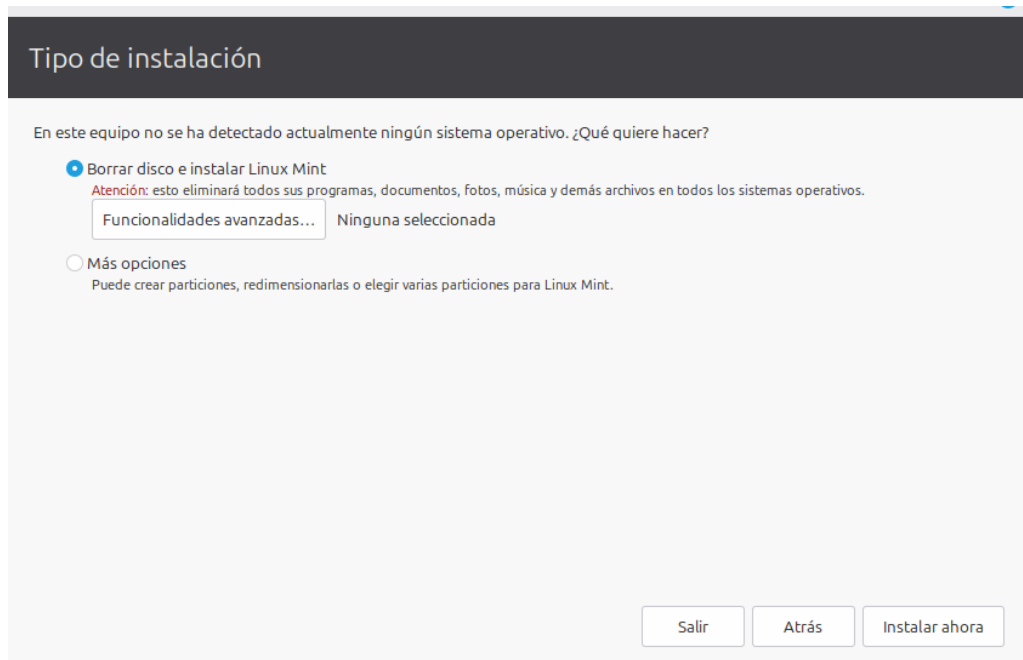 Tipo de instalación
En este equipo no se ha detectado actualmente ningún sistema operativo. ¿Qué quiere hacer?
Borrar disco e instalar Linux Mint
Atención: esto eliminará todos sus programas, documentos, fotos, música y demás archivos en todos los sistemas operativos.
Funcionalidades avanzadas... Ninguna seleccionada
Más opciones
Puede crear particiones, redimensionarlas o elegir varias particiones para Linux Mint.
Salir Atrás Instalar ahora